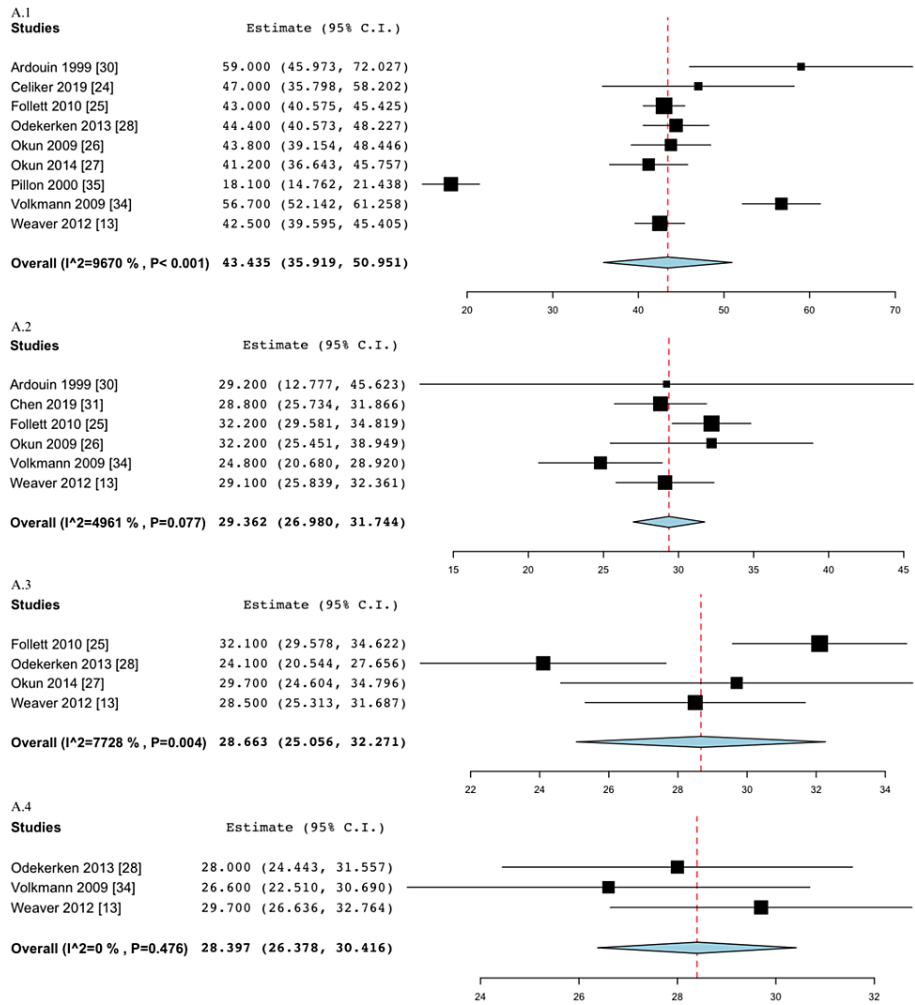 A.1
Studies Estimate (95% C.I.)
Ardouin 1999 [30] 59.000 (45.973, 72.027)
Celiker 2019 [24] 47.000 (35.798, 58.202)
Follett 2010 [25] 43.000 (40.575, 45.425)
Odekerken 2013 [28] 44.400 (40.573, 48.227)
Okun 2009 [26] 43.800 (39.154, 48.446)
Okun 2014 [27] 41.200 (36.643, 45.757)
Pillon 2000 [35] 18.100 (14.762, 21.438)
Volkmann 2009 [34] 56.700 (52.142, 61.258)
Weaver 2012 [13] 42.500 (39.595, 45.405)
Overall (I^2=9670 % , P< 0.001) 43.435 (35.919, 50.951)
20 30 40 50 60 70
A.2
Studies Estimate (95% C.I.)
Ardouin 1999 [30] 29.200 (12.777, 45.623)
Chen 2019 [31] 28.800 (25.734, 31.866)
Follett 2010 [25] 32.200 (29.581, 34.819)
Okun 2009 [26] 32.200 (25.451, 38.949)
Volkmann 2009 [34] 24.800 (20.680, 28.920)
Weaver 2012 [13] 29.100 (25.839, 32.361)
Overall (I^2=4961 % , P=0.077) 29.362 (26.980, 31.744)
15 20 25 30 35 40 45
A.3
Studies Estimate (95% C.I.)
Follett 2010 [25] 32.100 (29.578, 34.622)
Odekerken 2013 [28] 24.100 (20.544, 27.656)
Okun 2014 [27] 29.700 (24.604, 34.796)
Weaver 2012 [13] 28.500 (25.313, 31.687)
Overall (I^2=7728 % , P=0.004) 28.663 (25.056, 32.271)
22 24 26 28 30 32 34
A.4
Studies Estimate (95% C.I.)
Odekerken 2013 [28] 28.000 (24.443, 31.557)
Volkmann 2009 [34] 26.600 (22.510, 30.690)
Weaver 2012 [13] 29.700 (26.636, 32.764)
Overall (I^2=0 % , P=0.476) 28.397 (26.378, 30.416)
24 26 28 30 32